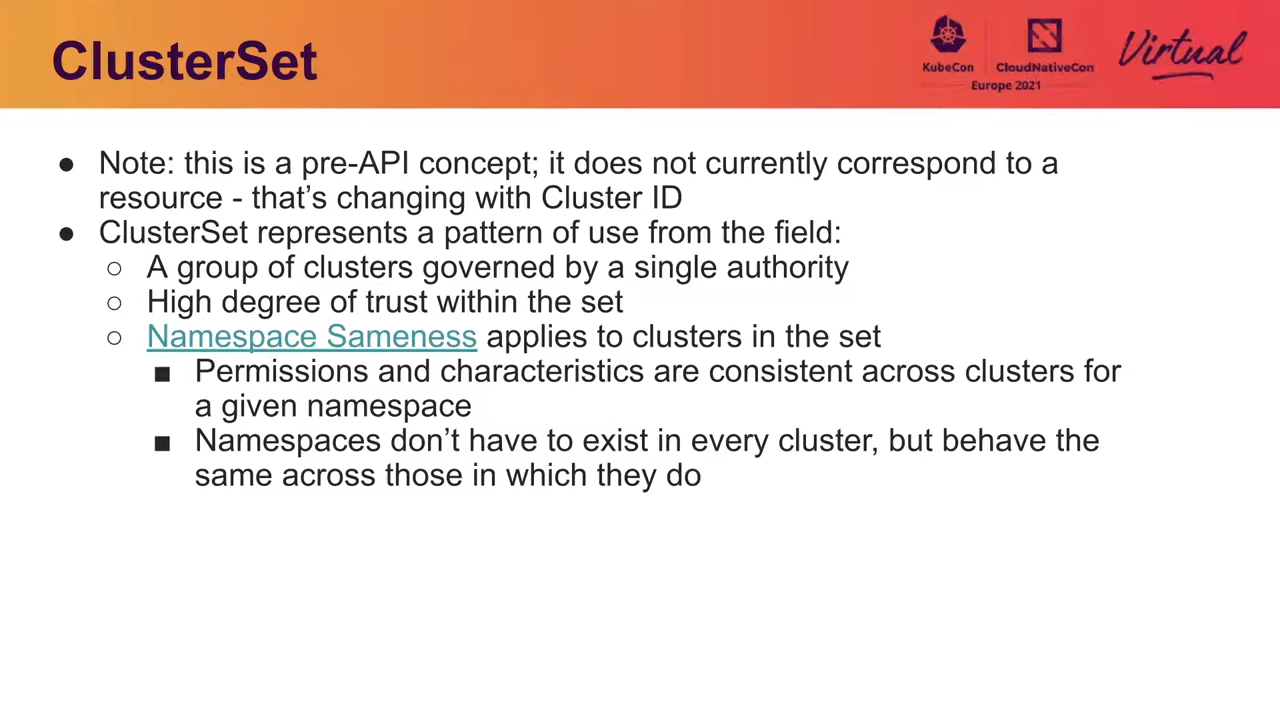 ClusterSet
KubeCon
CloudNativeCon
Europe 2021
Virtual
● Note: this is a pre-API concept; it does not currently correspond to a
resource - that’s changing with Cluster ID
● ClusterSet represents a pattern of use from the field:
○ A group of clusters governed by a single authority
○ High degree of trust within the set
○ Namespace Sameness applies to clusters in the set
■ Permissions and characteristics are consistent across clusters for
a given namespace
■ Namespaces don’t have to exist in every cluster, but behave the
same across those in which they do